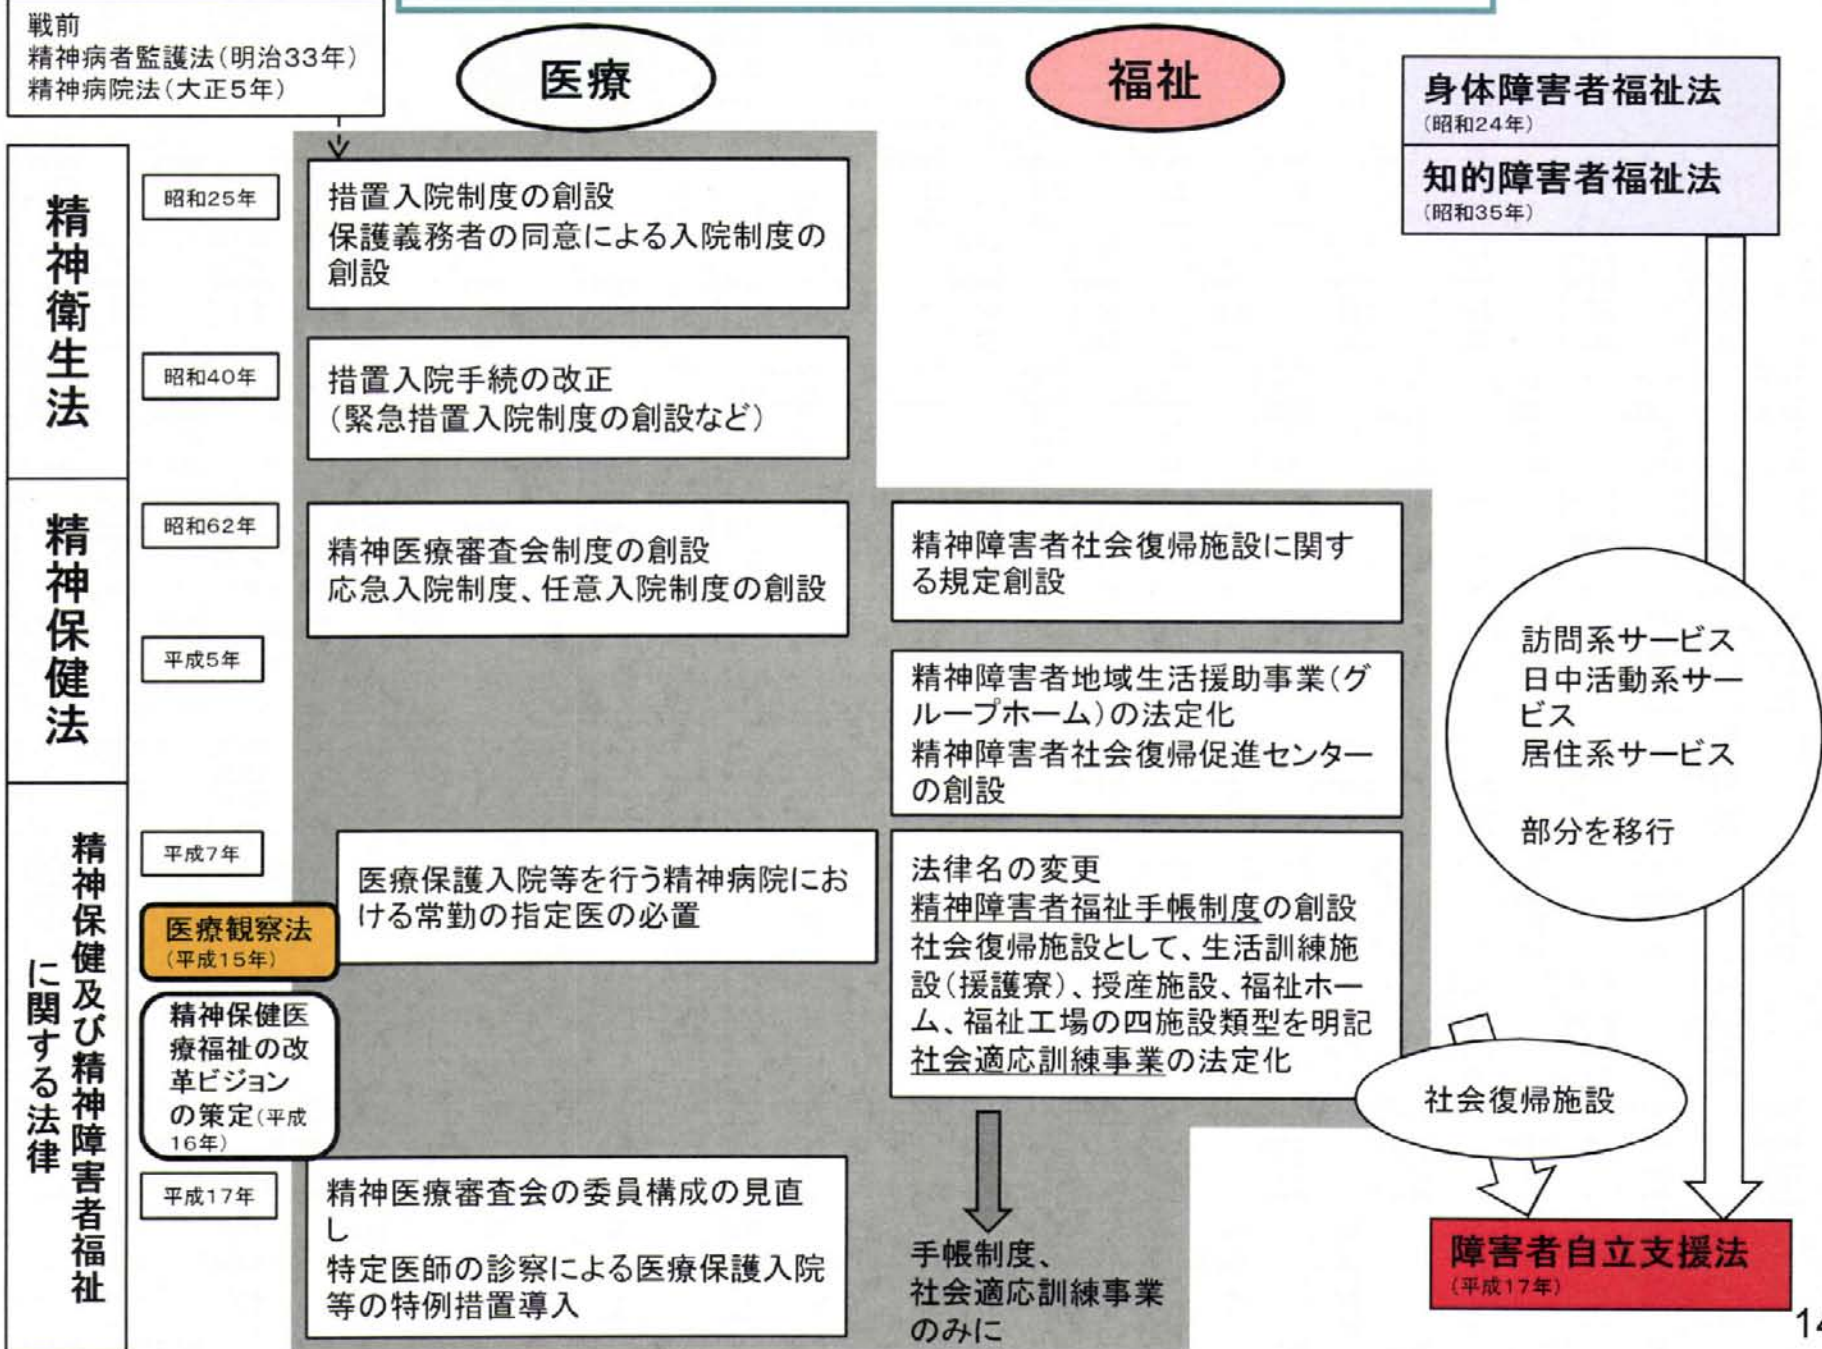 戦前
精神病者監護法(明治33年)
精神病院法(大正5年)
医療
福祉
身体障害者福祉法
(昭和24年)
知的障害者福祉法
(昭和35年)
精神衛生法
昭和25年
措置入院制度の創設
保護義務者の同意による入院制度の
創設
昭和40年
措置入院手続の改正
(緊急措置入院制度の創設など)
精神保健法
昭和62年
精神医療審査会制度の創設
応急入院制度、任意入院制度の創設
精神障害者社会復帰施設に関す
る規定創設
平成5年
精神障害者地域生活援助事業(グ
ループホーム)の法定化
精神障害者社会復帰促進センター
の創設
訪問系サービス
日中活動系サー
ビス
居住系サービス
部分を移行
精神保健及び精神障害者福祉
に関する法律
平成7年
医療保護入院等を行う精神病院にお
ける常勤の指定医の必置
法律名の変更
精神障害者福祉手帳制度の創設
社会復帰施設として、生活訓練施
設(援護寮)、授産施設、福祉ホー
ム、福祉工場の四施設類型を明記
社会適応訓練事業の法定化
医療観察法
(平成15年)
精神保健医
療福祉の改
革ビジョン
の策定(平成
16年)
社会復帰施設
平成17年
精神医療審査会の委員構成の見直
し
特定医師の診察による医療保護入院
等の特例措置導入
手帳制度、
社会適応訓練事業
のみに
障害者自立支援法
(平成17年)
14